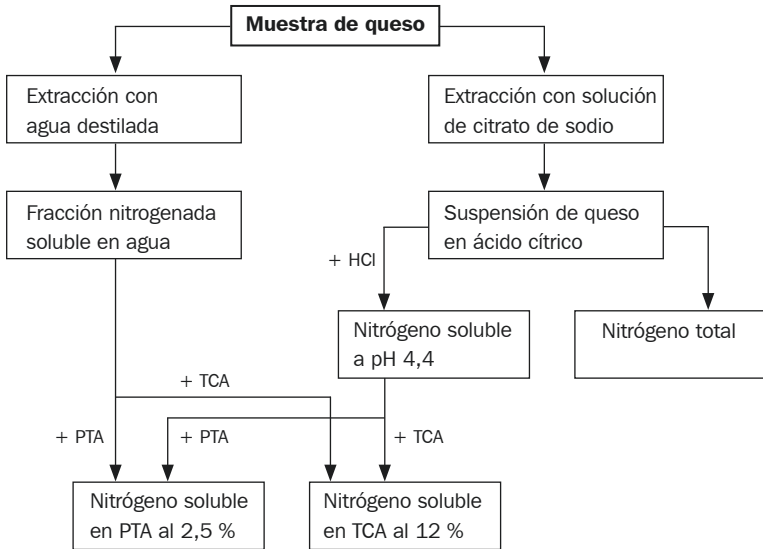 Muestra de queso
Extracción con
agua destilada
Extracción con solución
de citrato de sodio
Fracción nitrogenada
soluble en agua
Suspensión de queso
en ácido cítrico
+ HCl
Nitrógeno soluble
a pH 4,4
Nitrógeno total
+ TCA
+ PTA
+ PTA
+ TCA
Nitrógeno soluble
en PTA al 2,5 %
Nitrógeno soluble
en TCA al 12 %